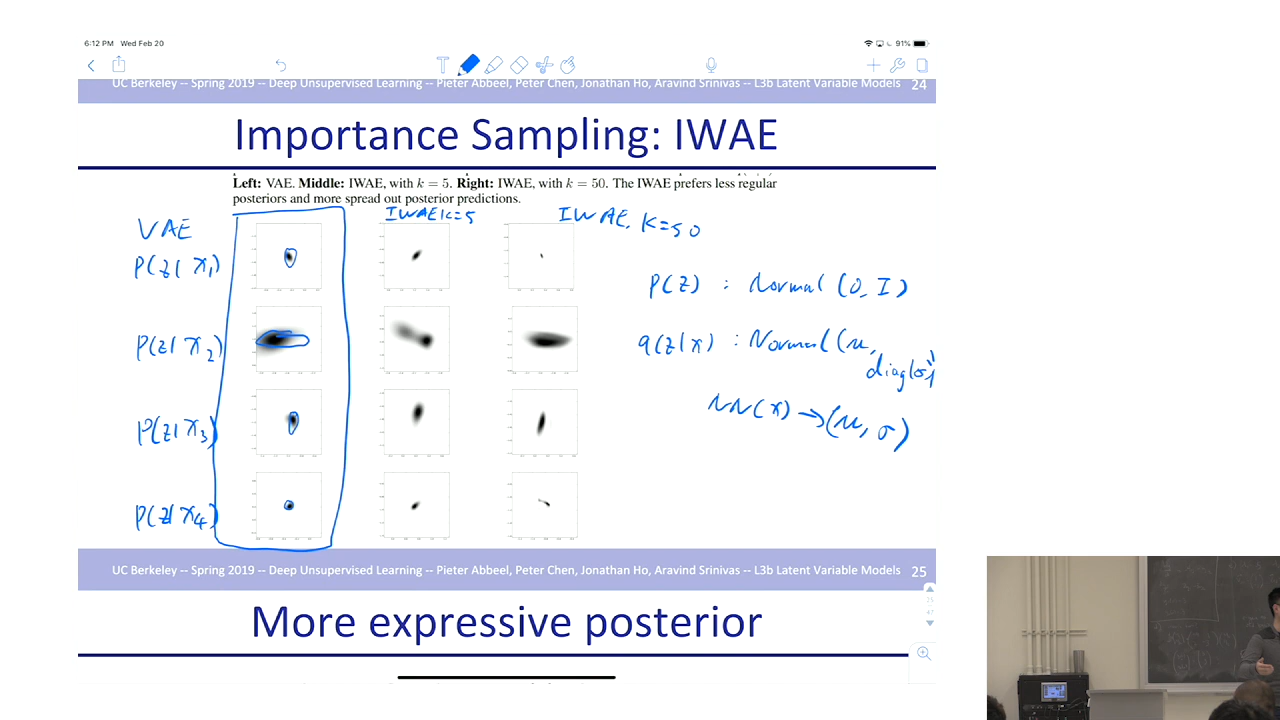 6:12 PM Wed Feb 20
91%
UC Berkeley -- Spring 2019 -- Deep Unsupervised Learning -- Pieter Abbeel, Peter Chen, Jonathan Ho, Aravind Srinivas -- L3b Latent Variable Models 24
Importance Sampling: IWAE
Left: VAE. Middle: IWAE, with k = 5. Right: IWAE, with k = 50. The IWAE prefers less regular
posteriors and more spread out posterior predictions.
VAE
IWAE k=5
IWAE, k=50
P(z|x₁)
P(z|x₂)
P(z|x₃)
P(z|x₄)
P(z) : Normal (0, I)
q(z|x) : Normal (μ,
diag(σ))
NN(x) → (μ, σ)
UC Berkeley -- Spring 2019 -- Deep Unsupervised Learning -- Pieter Abbeel, Peter Chen, Jonathan Ho, Aravind Srinivas -- L3b Latent Variable Models 25
More expressive posterior